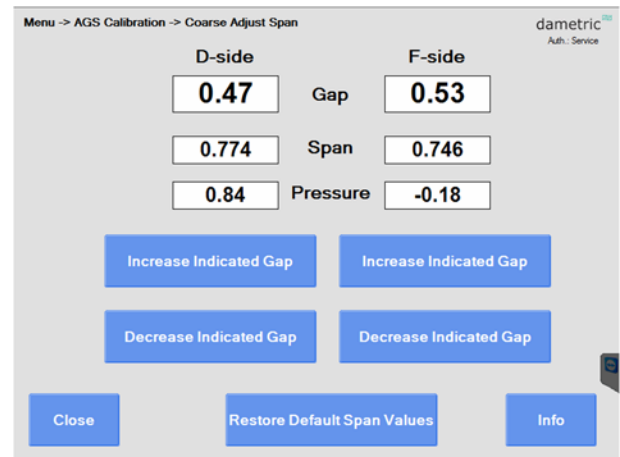 Menu -> AGS Calibration -> Coarse Adjust Span
dametric
Auth.: Service
D-side F-side
0.47 Gap 0.53
0.774 Span 0.746
0.84 Pressure -0.18
Increase Indicated Gap Increase Indicated Gap
Decrease Indicated Gap Decrease Indicated Gap
Close Restore Default Span Values Info